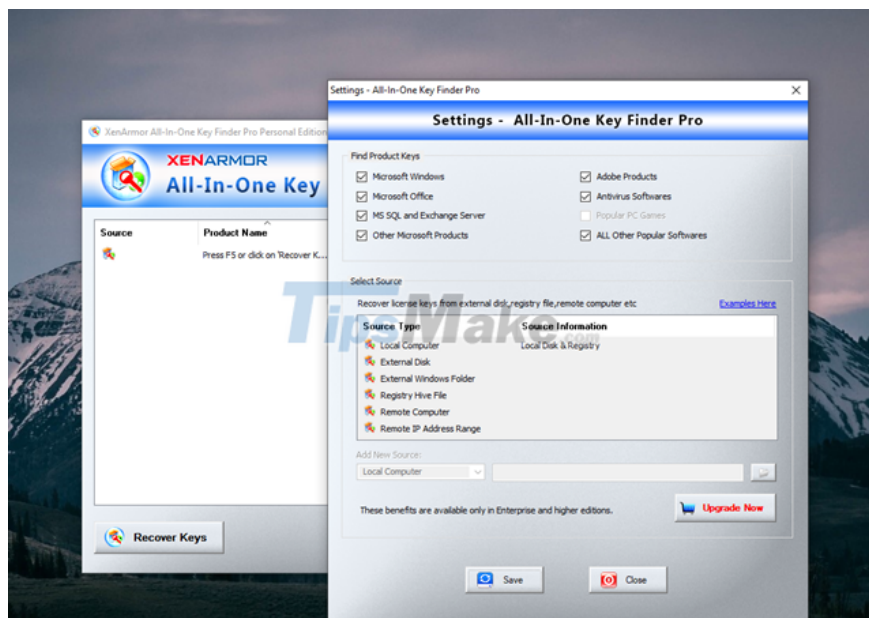 Settings - All-In-One Key Finder Pro
Settings -  All-In-One Key Finder Pro
XenArmor All-In-One Key Finder Pro Personal Edition
XENARMOR
All-In-One Key
Source Product Name
Press F5 or click on 'Recover K...
Recover Keys
Find Product Keys
Microsoft Windows Adobe Products
Microsoft Office Antivirus Softwares
MS SQL and Exchange Server Popular PC Games
Other Microsoft Products ALL Other Popular Softwares
Select Source
Recover license keys from external disk,registry file,remote computer etc Examples Here
TipsMake.com
Source Type Source Information
Local Computer Local Disk & Registry
External Disk
External Windows Folder
Registry Hive File
Remote Computer
Remote IP Address Range
Add New Source:
Local Computer
These benefits are available only in Enterprise and higher editions. Upgrade Now
Save Close